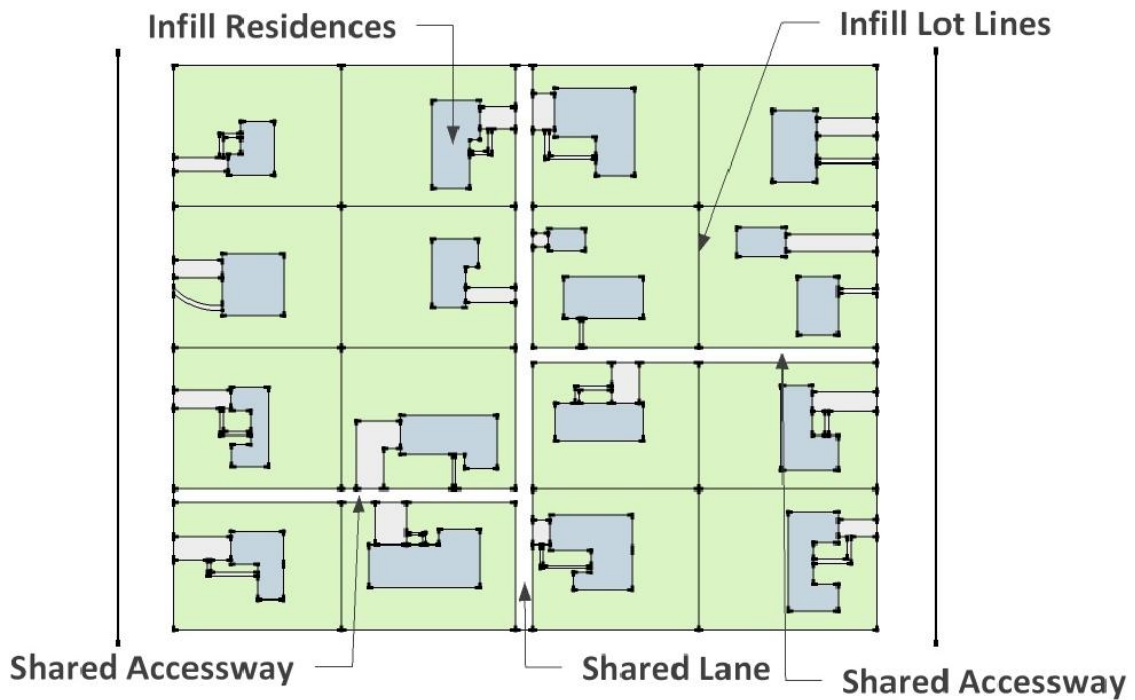 Infill Residences
Infill Lot Lines
Shared Accessway
Shared Lane
Shared Accessway